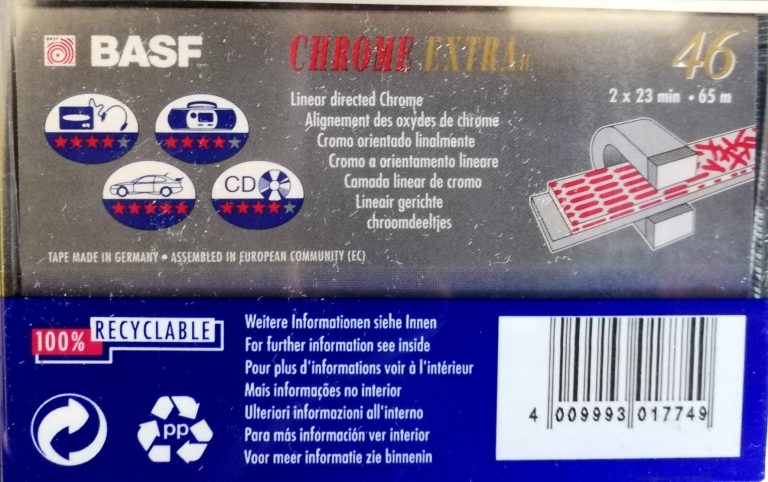 BASF
CHROME EXTRA II
46
2 x 23 min • 65 m
Linear directed Chrome
Alignement des oxydes de chrome
Cromo orientado linalmente
Cromo a orientamento lineare
Camada linear de cromo
Lineair gerichte
chroomdeeltjes
CD
TAPE MADE IN GERMANY • ASSEMBLED IN EUROPEAN COMMUNITY (EC)
100% RECYCLABLE
Weitere Informationen siehe Innen
For further information see inside
Pour plus d'informations voir à l'intérieur
Mais informações no interior
Ulteriori informazioni all'interno
Para más información ver interior
Voor meer informatie zie binnenin
PP
4 009993 017749